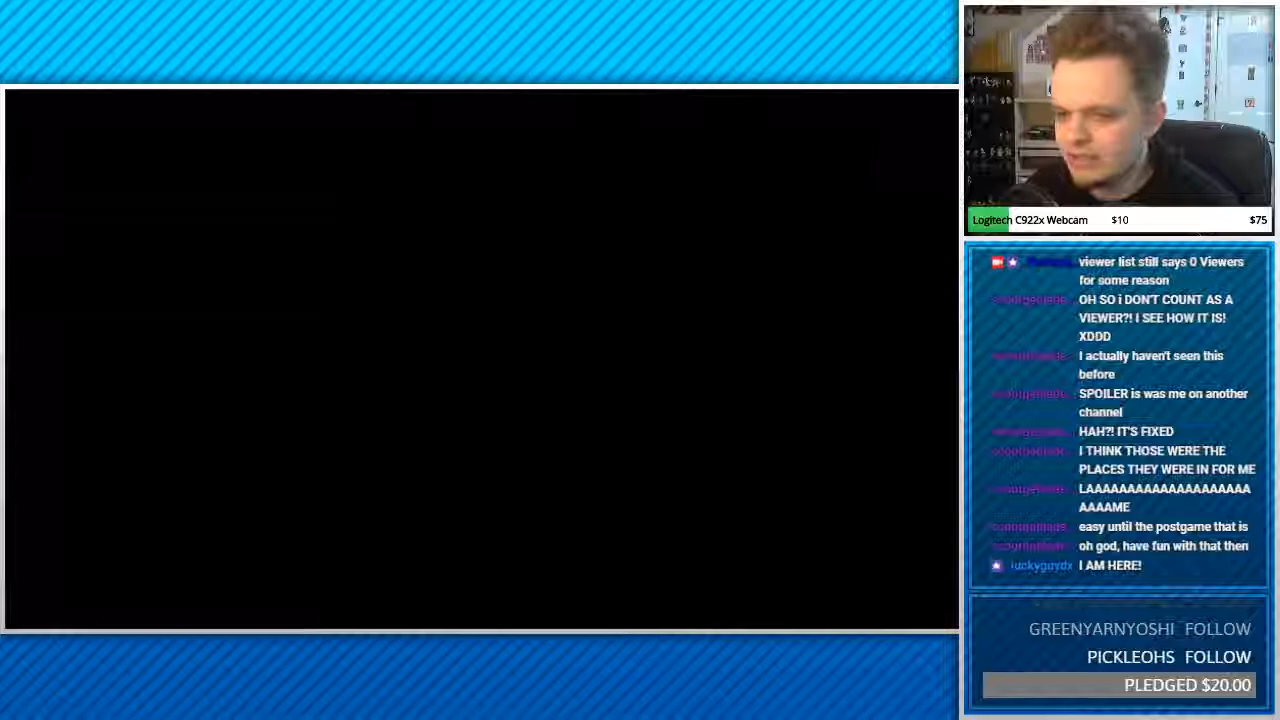 Logitech C922x Webcam $10 $75
viewer list still says 0 Viewers
for some reason
OH SO i DON'T COUNT AS A
VIEWER?! I SEE HOW IT IS!
XDDD
I actually haven't seen this
before
SPOILER is was me on another
channel
HAH?! IT'S FIXED
I THINK THOSE WERE THE
PLACES THEY WERE IN FOR ME
LAAAAAAAAAAAAAAAAAAAA
AAAAME
easy until the postgame that is
oh god, have fun with that then
luckyguydx I AM HERE!
GREENYARNYOSHI FOLLOW
PICKLEOHS FOLLOW
PLEDGED $20.00